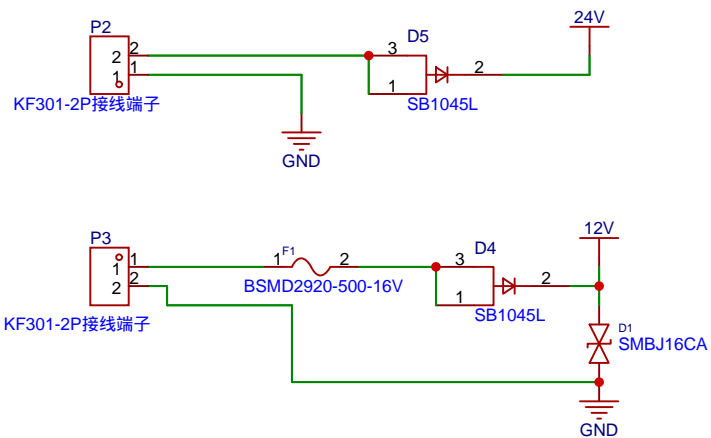 P2
2
2
1
1
KF301-2P接线端子
GND
D5
3
1
2
SB1045L
24V
P3
1
1
2
2
KF301-2P接线端子
1
F1
2
BSMD2920-500-16V
D4
3
1
2
SB1045L
12V
D1
SMBJ16CA
GND